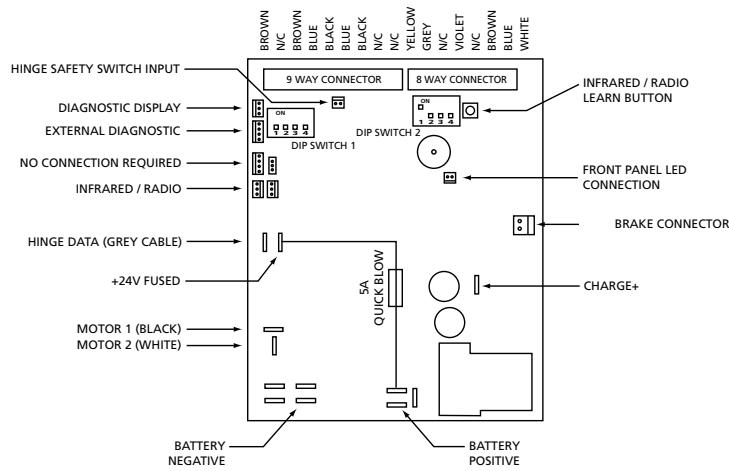 BROWN
N/C
BROWN
BLUE
BLACK
BLUE
BLACK
N/C
N/C
YELLOW
GREY
N/C
VIOLET
N/C
BROWN
BLUE
WHITE
HINGE SAFETY SWITCH INPUT
9 WAY CONNECTOR
8 WAY CONNECTOR
INFRARED / RADIO
LEARN BUTTON
DIAGNOSTIC DISPLAY
EXTERNAL DIAGNOSTIC
ON
1 2 3 4
DIP SWITCH 1
ON
1 2 3 4
DIP SWITCH 2
NO CONNECTION REQUIRED
INFRARED / RADIO
FRONT PANEL LED
CONNECTION
BRAKE CONNECTOR
HINGE DATA (GREY CABLE)
+24V FUSED
5A
QUICK BLOW
CHARGE+
MOTOR 1 (BLACK)
MOTOR 2 (WHITE)
BATTERY
NEGATIVE
BATTERY
POSITIVE